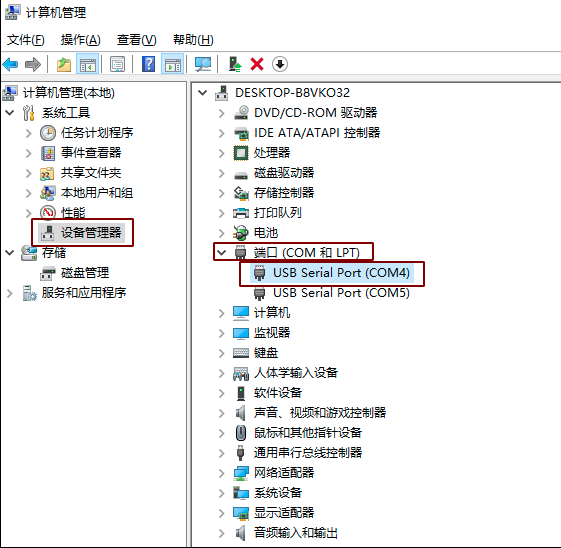 计算机管理
文件(F) 操作(A) 查看(V) 帮助(H)
计算机管理(本地)
系统工具
任务计划程序
事件查看器
共享文件夹
本地用户和组
性能
设备管理器
存储
磁盘管理
服务和应用程序
DESKTOP-B8VKO32
DVD/CD-ROM 驱动器
IDE ATA/ATAPI 控制器
处理器
磁盘驱动器
存储控制器
打印队列
电池
端口 (COM 和 LPT)
USB Serial Port (COM4)
USB Serial Port (COM5)
计算机
监视器
键盘
人体学输入设备
软件设备
声音、视频和游戏控制器
鼠标和其他指针设备
通用串行总线控制器
网络适配器
系统设备
显示适配器
音频输入和输出